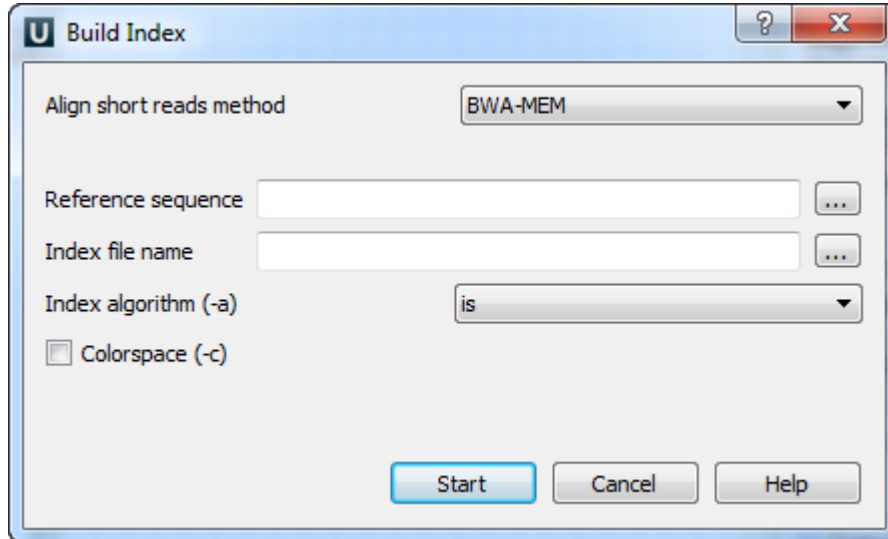 U Build Index
Align short reads method BWA-MEM
Reference sequence ...
Index file name ...
Index algorithm (-a) is
Colorspace (-c)
Start Cancel Help